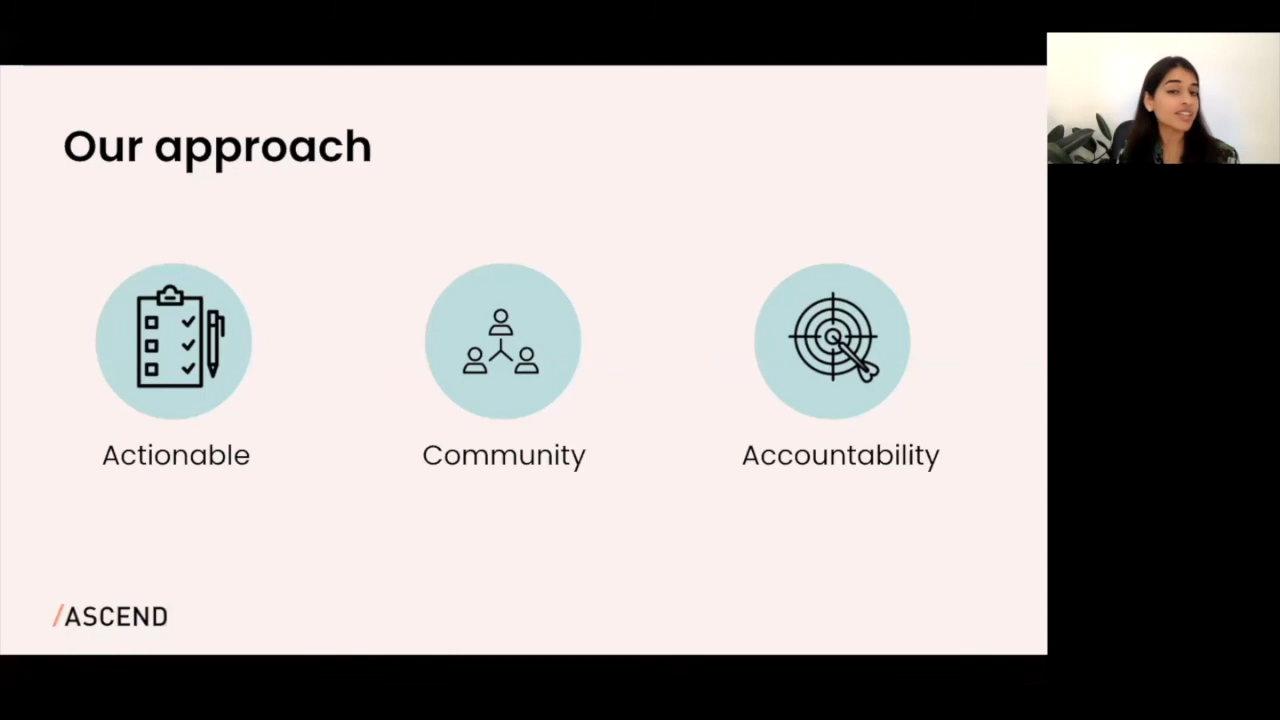 Our approach
Actionable
Community
Accountability
/ASCEND